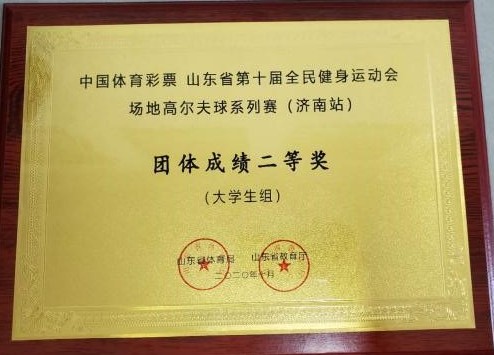 中国体育彩票 山东省第十届全民健身运动会
场地高尔夫球系列赛（济南站）
团体成绩二等奖
（大学生组）
山东省体育局 山东省教育厅
二〇二〇年十月